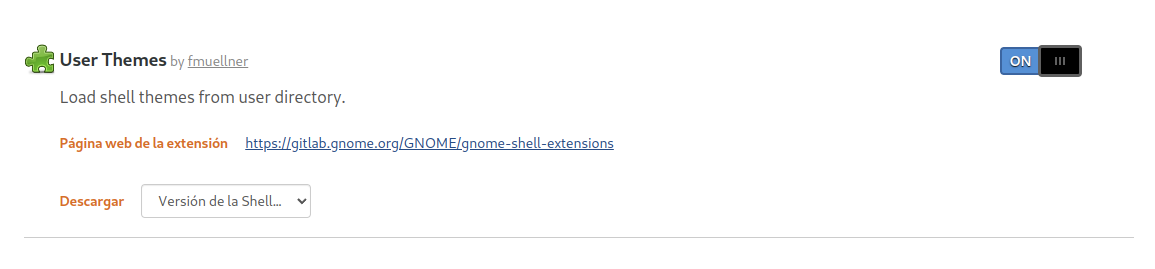 User Themes by fmuellner
ON
Load shell themes from user directory.
Página web de la extensión https://gitlab.gnome.org/GNOME/gnome-shell-extensions
Descargar Versión de la Shell...